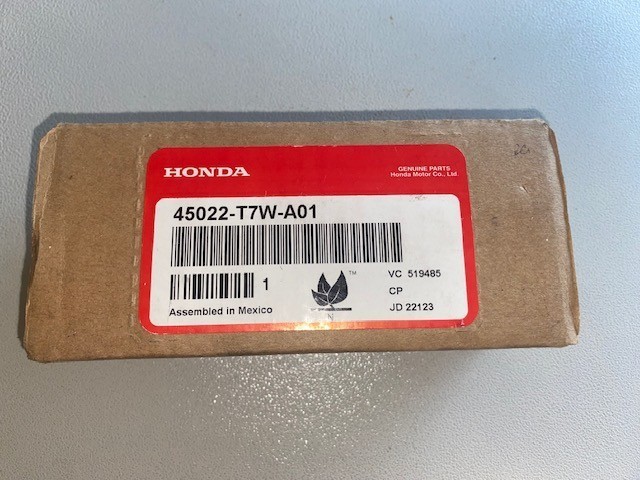 HONDA
GENUINE PARTS
Honda Motor Co., Ltd.
45022-T7W-A01
1
TM
VC 519485
CP
Assembled in Mexico
N
JD 22123